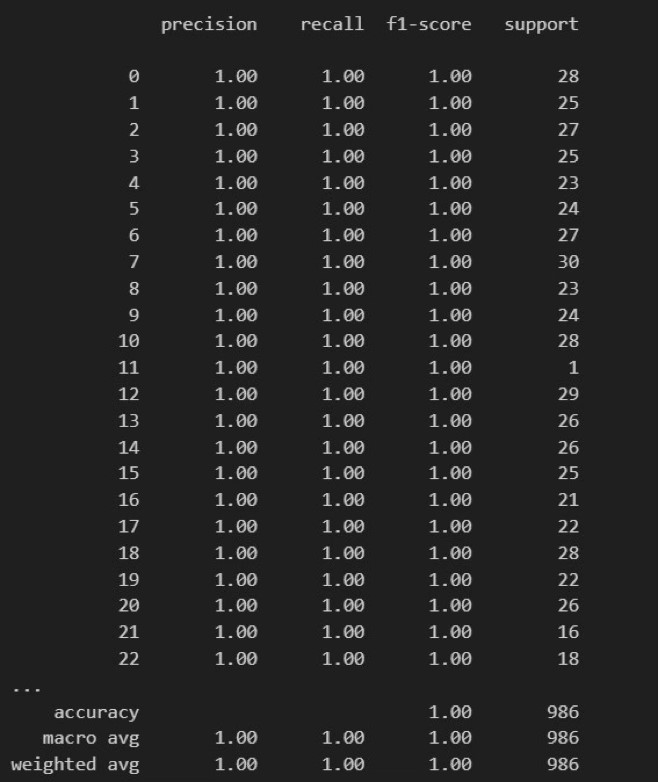 precision recall f1-score support
0 1.00 1.00 1.00 28
1 1.00 1.00 1.00 25
2 1.00 1.00 1.00 27
3 1.00 1.00 1.00 25
4 1.00 1.00 1.00 23
5 1.00 1.00 1.00 24
6 1.00 1.00 1.00 27
7 1.00 1.00 1.00 30
8 1.00 1.00 1.00 23
9 1.00 1.00 1.00 24
10 1.00 1.00 1.00 28
11 1.00 1.00 1.00 1
12 1.00 1.00 1.00 29
13 1.00 1.00 1.00 26
14 1.00 1.00 1.00 26
15 1.00 1.00 1.00 25
16 1.00 1.00 1.00 21
17 1.00 1.00 1.00 22
18 1.00 1.00 1.00 28
19 1.00 1.00 1.00 22
20 1.00 1.00 1.00 26
21 1.00 1.00 1.00 16
22 1.00 1.00 1.00 18
...
accuracy 1.00 986
macro avg 1.00 1.00 1.00 986
weighted avg 1.00 1.00 1.00 986